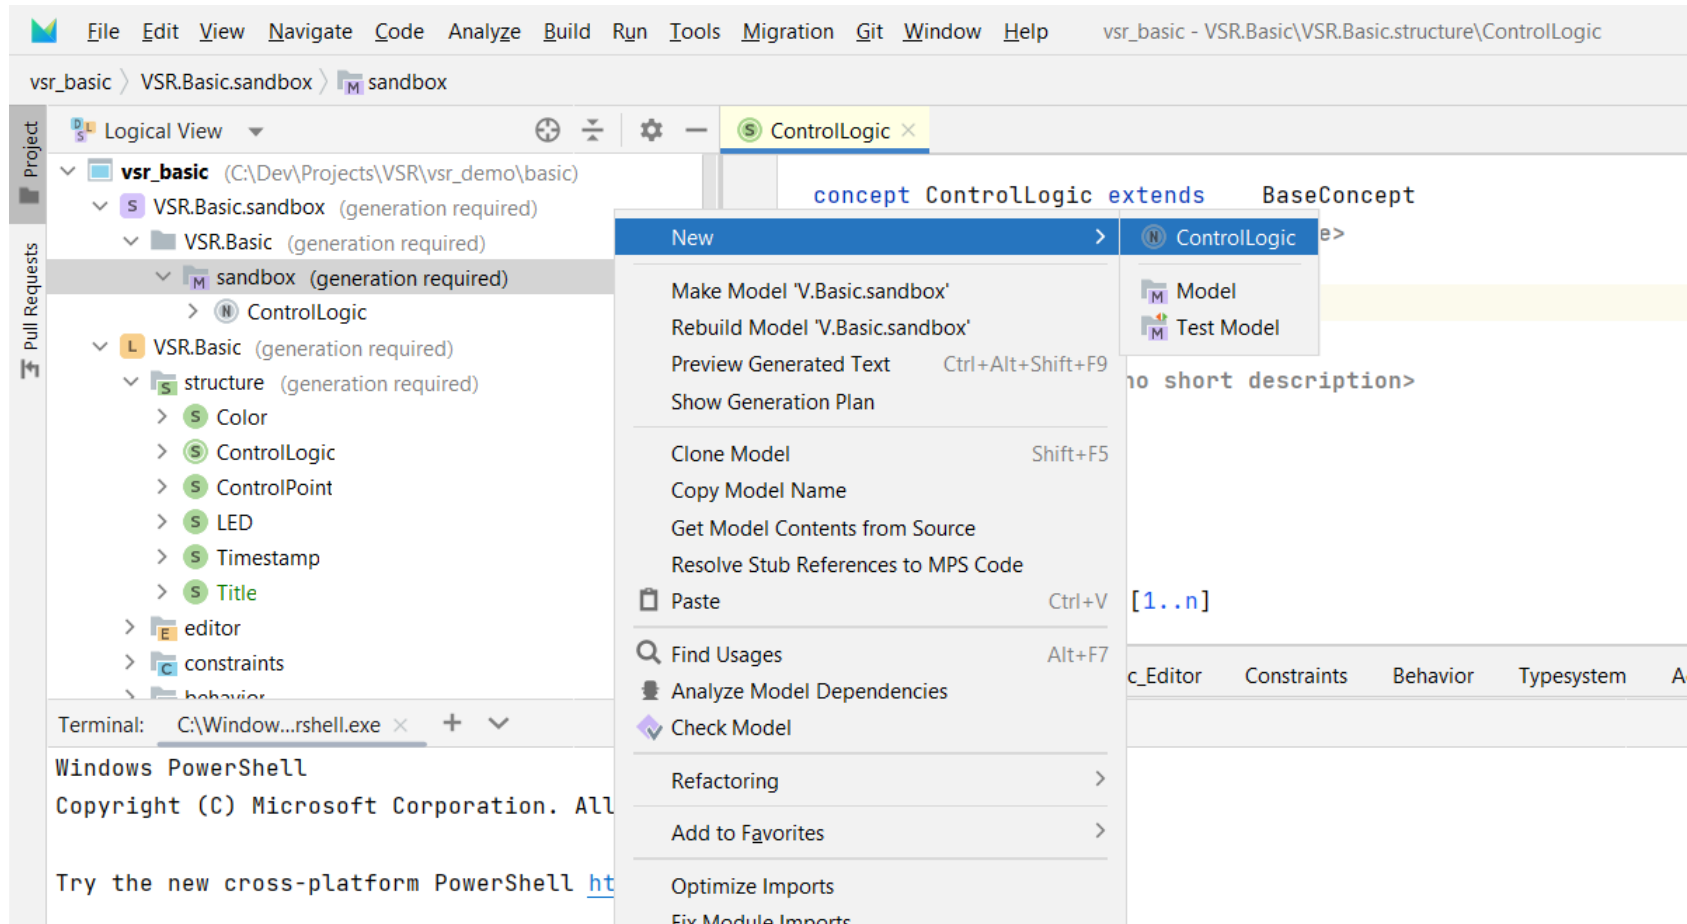 File Edit View Navigate Code Analyze Build Run Tools Migration Git Window Help vsr_basic - VSR.Basic\VSR.Basic.structure\ControlLogic
vsr_basic VSR.Basic.sandbox M sandbox
Project
Pull Requests
Logical View
ControlLogic
vsr_basic (C:\Dev\Projects\VSR\vsr_demo\basic)
S VSR.Basic.sandbox (generation required)
VSR.Basic (generation required)
M sandbox (generation required)
N ControlLogic
L VSR.Basic (generation required)
S structure (generation required)
S Color
S ControlLogic
S ControlPoint
S LED
S Timestamp
S Title
E editor
C constraints
behavior
concept ControlLogic extends BaseConcept
e>
no short description>
[1..n]
New
Make Model 'V.Basic.sandbox'
Rebuild Model 'V.Basic.sandbox'
Preview Generated Text Ctrl+Alt+Shift+F9
Show Generation Plan
Clone Model Shift+F5
Copy Model Name
Get Model Contents from Source
Resolve Stub References to MPS Code
Paste Ctrl+V
Find Usages Alt+F7
Analyze Model Dependencies
Check Model
Refactoring
Add to Favorites
Optimize Imports
Fix Module Imports
N ControlLogic
M Model
M Test Model
c_Editor Constraints Behavior Typesystem A
Terminal: C:\Window...rshell.exe
Windows PowerShell
Copyright (C) Microsoft Corporation. All
Try the new cross-platform PowerShell ht